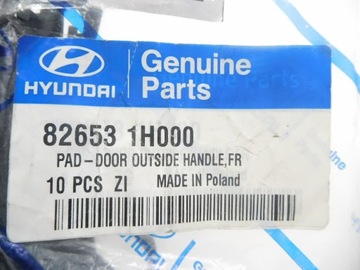 HYUNDAI
Genuine
Parts
82653 1H000
PAD-DOOR OUTSIDE HANDLE,FR
10 PCS ZI MADE IN Poland